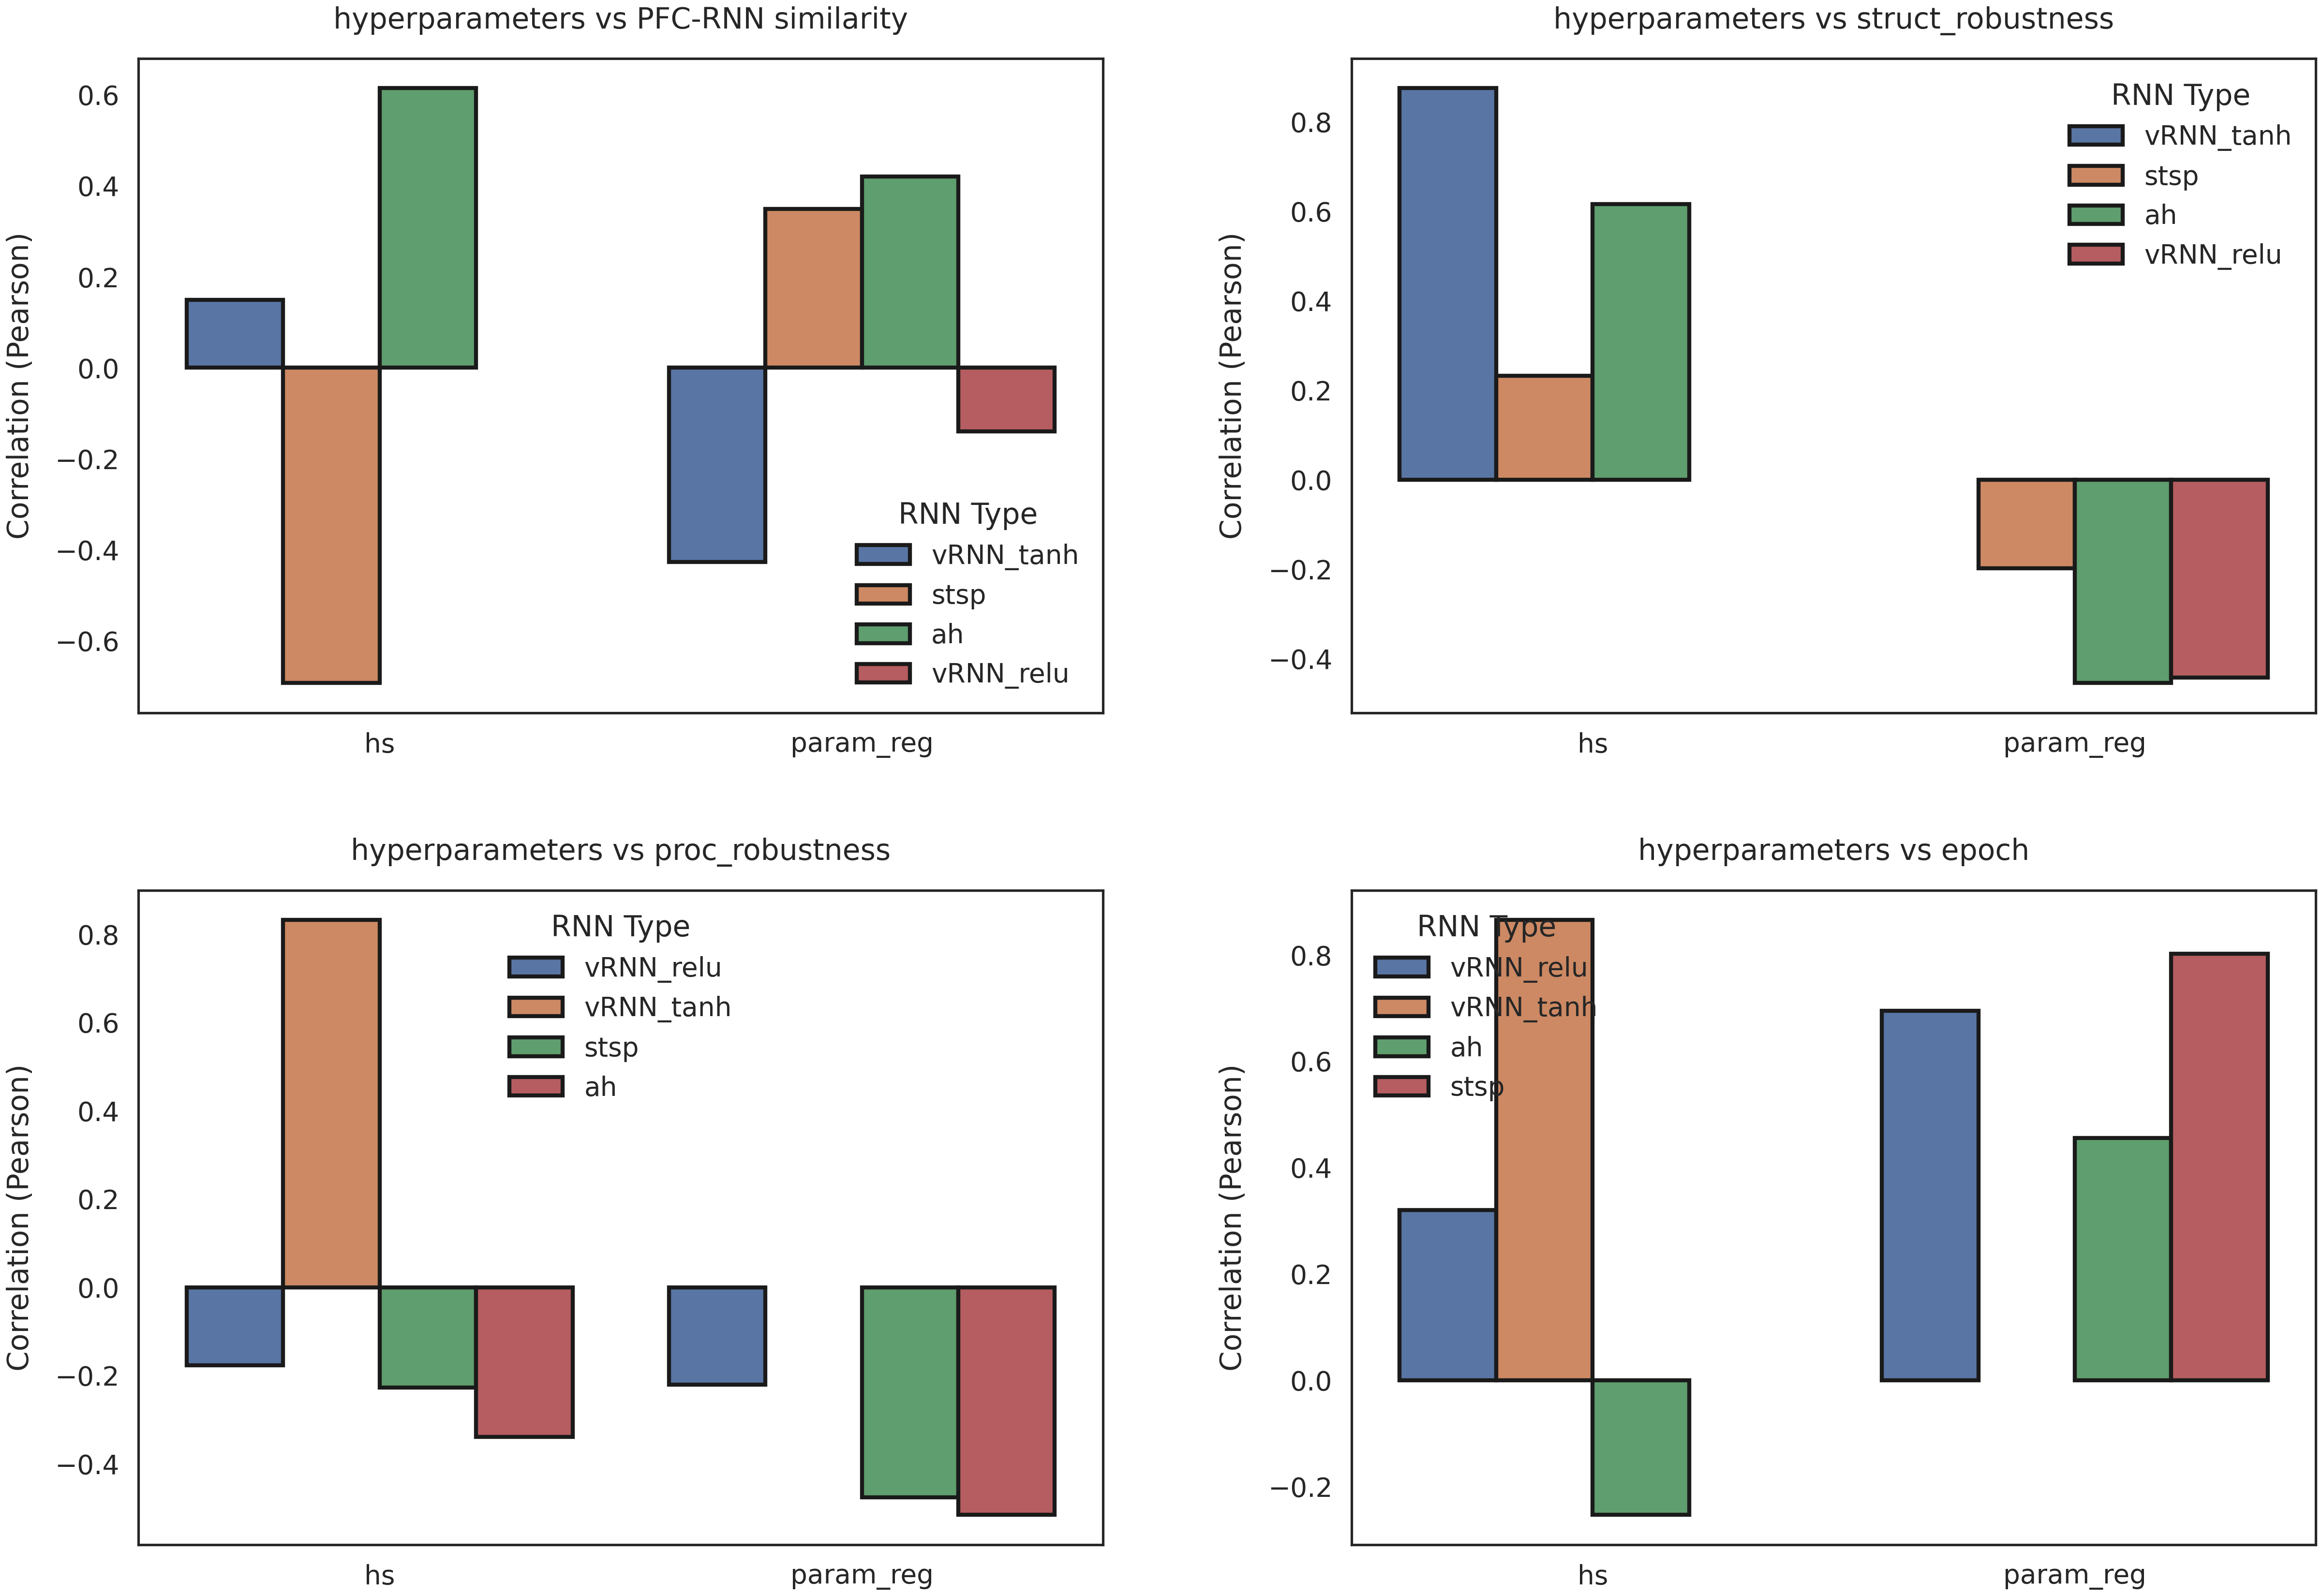 hyperparameters vs PFC-RNN similarity
Correlation (Pearson)
0.6
0.4
0.2
0.0
−0.2
−0.4
−0.6
RNN Type
vRNN_tanh
stsp
ah
vRNN_relu
hs
param_reg
hyperparameters vs struct_robustness
Correlation (Pearson)
0.8
0.6
0.4
0.2
0.0
−0.2
−0.4
RNN Type
vRNN_tanh
stsp
ah
vRNN_relu
hs
param_reg
hyperparameters vs proc_robustness
Correlation (Pearson)
0.8
0.6
0.4
0.2
0.0
−0.2
−0.4
RNN Type
vRNN_relu
vRNN_tanh
stsp
ah
hs
param_reg
hyperparameters vs epoch
Correlation (Pearson)
0.8
0.6
0.4
0.2
0.0
−0.2
RNN Type
vRNN_relu
vRNN_tanh
ah
stsp
hs
param_reg